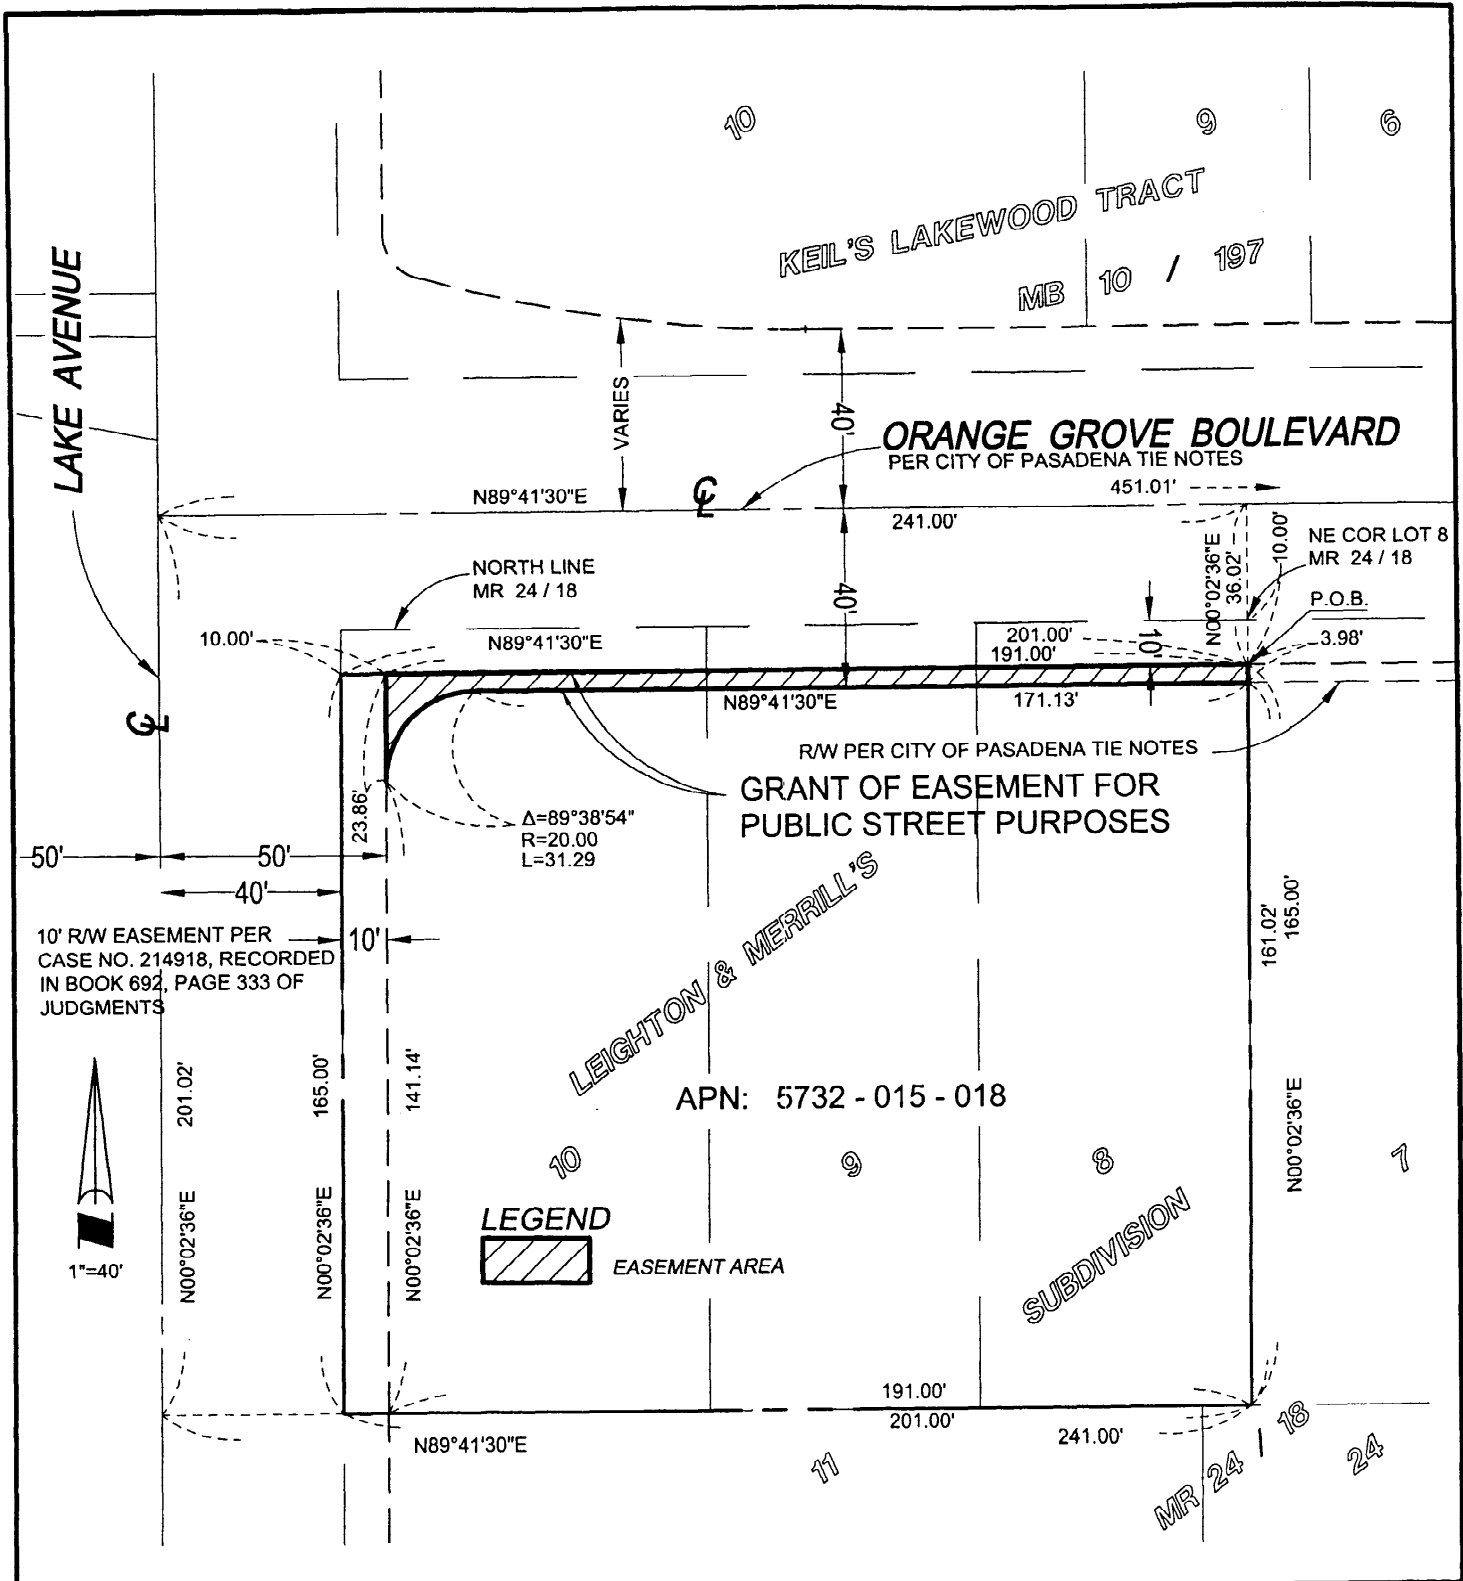 10
9
6
KEIL'S LAKEWOOD TRACT
MB 10 / 197
LAKE AVENUE
VARIES
40'
ORANGE GROVE BOULEVARD
PER CITY OF PASADENA TIE NOTES
451.01'
N89°41'30"E
℄
241.00'
NORTH LINE
MR 24 / 18
40'
N00°02'36"E
36.02'
10.00'
NE COR LOT 8
MR 24 / 18
P.O.B.
10.00'
N89°41'30"E
201.00'
191.00'
10'
3.98'
N89°41'30"E
171.13'
℄
R/W PER CITY OF PASADENA TIE NOTES
GRANT OF EASEMENT FOR
PUBLIC STREET PURPOSES
23.86'
Δ=89°38'54"
R=20.00
L=31.29
50'
50'
40'
10'
10' R/W EASEMENT PER
CASE NO. 214918, RECORDED
IN BOOK 692, PAGE 333 OF
JUDGMENTS
LEIGHTON & MERRILL'S
161.02'
165.00'
201.02'
165.00'
141.14'
APN: 5732 - 015 - 018
N00°02'36"E
N00°02'36"E
N00°02'36"E
N00°02'36"E
10
9
8
7
LEGEND
EASEMENT AREA
1"=40'
SUBDIVISION
191.00'
201.00'
241.00'
N89°41'30"E
11
MR 24 / 18
24